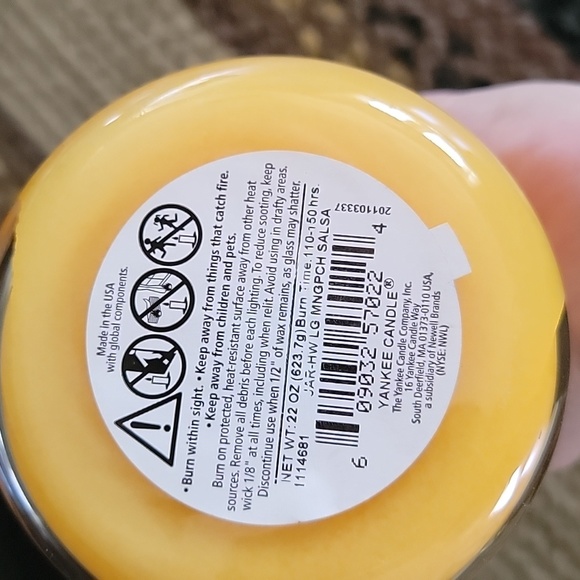 Made in the USA
with global components.
• Burn within sight. • Keep away from things that catch fire.
• Keep away from children and pets.
Burn on protected, heat-resistant surface away from other heat
sources. Remove all debris before each lighting. To reduce sooting, keep
wick 1/8" at all times, including when relit. Avoid using in drafty areas.
Discontinue use when 1/2" of wax remains, as glass may shatter.
NET WT: 22 OZ (623.7g) Burn Time: 110-150 hrs.
1114681 JAR-HW LG MNGPCH SALSA
201103337
6 09032 57022 4
YANKEE CANDLE®
The Yankee Candle Company, Inc.
16 Yankee Candle Way
South Deerfield, MA 01373-0110 USA,
a subsidiary of Newell Brands
(NYSE: NWL)